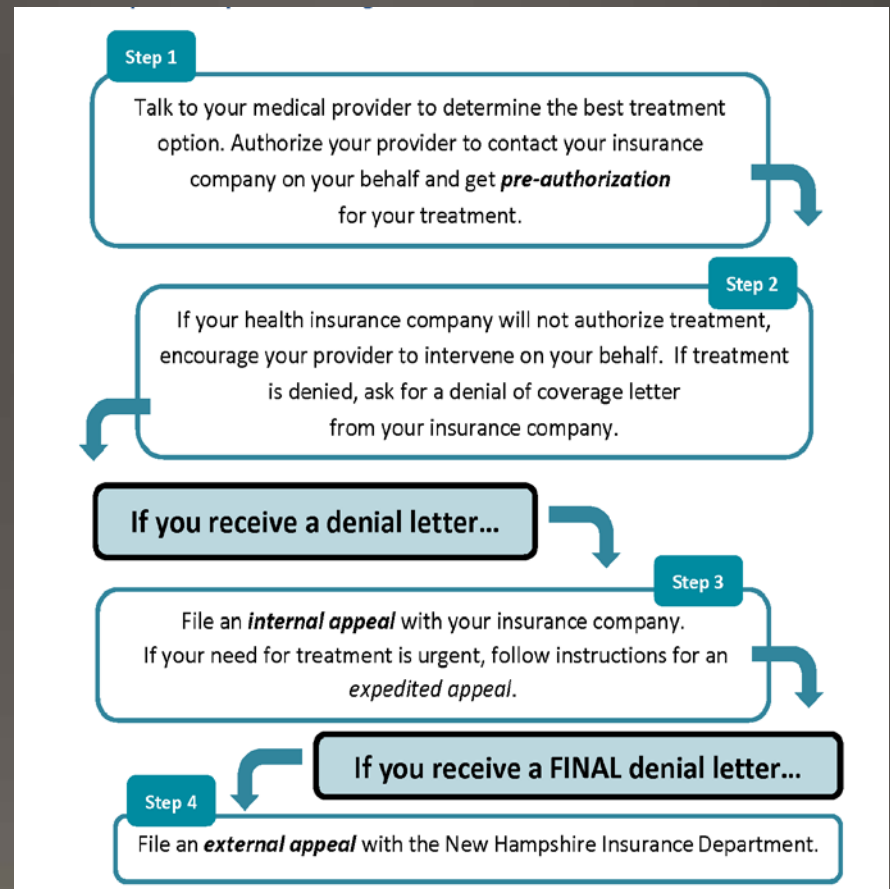 Step 1
Talk to your medical provider to determine the best treatment
option. Authorize your provider to contact your insurance
company on your behalf and get pre-authorization
for your treatment.
Step 2
If your health insurance company will not authorize treatment,
encourage your provider to intervene on your behalf.  If treatment
is denied, ask for a denial of coverage letter
from your insurance company.
If you receive a denial letter...
Step 3
File an internal appeal with your insurance company.
If your need for treatment is urgent, follow instructions for an
expedited appeal.
If you receive a FINAL denial letter...
Step 4
File an external appeal with the New Hampshire Insurance Department.